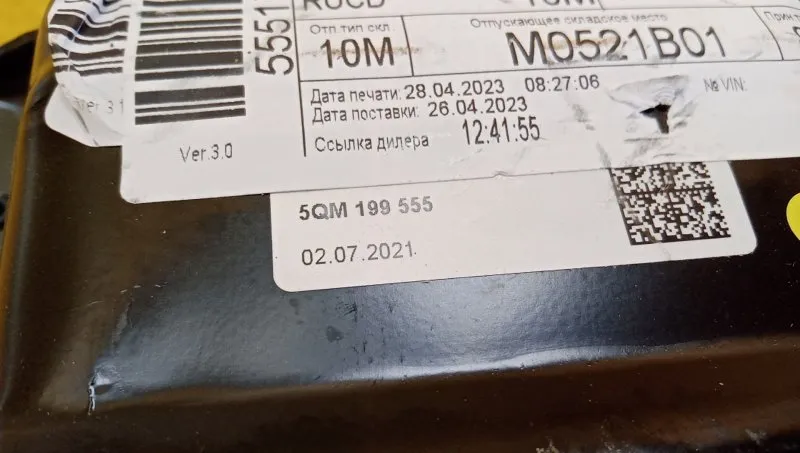 5551
Отп.тип скл.
10M
Отпускающее складское место
M0521B01
Дата печати: 28.04.2023 08:27:06
Дата поставки: 26.04.2023
№ VIN:
Ссылка дилера 12:41:55
Ver.3.0
5QM 199 555
02.07.2021